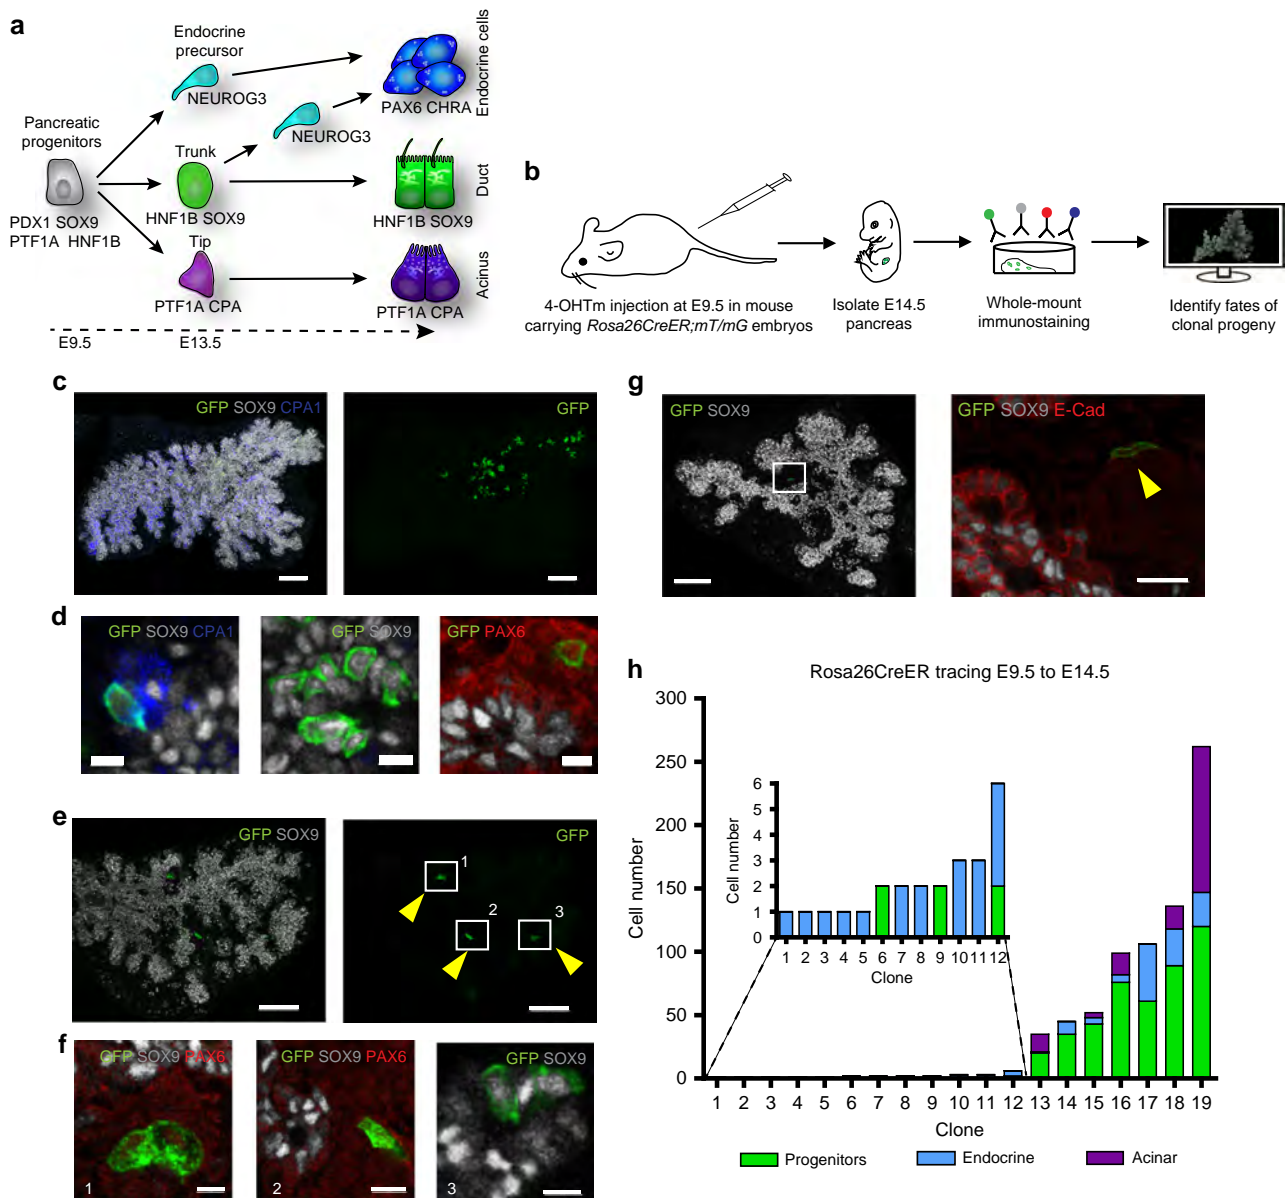 a
Endocrine
precursor
NEUROG3
NEUROG3
PAX6 CHRA
Endocrine cells
Pancreatic
progenitors
PDX1 SOX9
PTF1A HNF1B
Trunk
HNF1B SOX9
HNF1B SOX9
Duct
Tip
PTF1A CPA
PTF1A CPA
Acinus
E9.5
E13.5
b
4-OHTm injection at E9.5 in mouse
carrying Rosa26CreER;mT/mG embryos
Isolate E14.5
pancreas
Whole-mount
immunostaining
Identify fates of
clonal progeny
c
GFP SOX9 CPA1
GFP
d
GFP SOX9 CPA1
GFP SOX9
GFP PAX6
e
GFP SOX9
GFP
1
2
3
f
GFP SOX9 PAX6
1
GFP SOX9 PAX6
2
GFP SOX9
3
g
GFP SOX9
GFP SOX9 E-Cad
h
Rosa26CreER tracing E9.5 to E14.5
300
250
200
150
100
50
0
Cell number
6
5
4
3
2
1
0
Cell number
1 2 3 4 5 6 7 8 9 10 11 12
Clone
1 2 3 4 5 6 7 8 9 10 11 12 13 14 15 16 17 18 19
Clone
Progenitors
Endocrine
Acinar